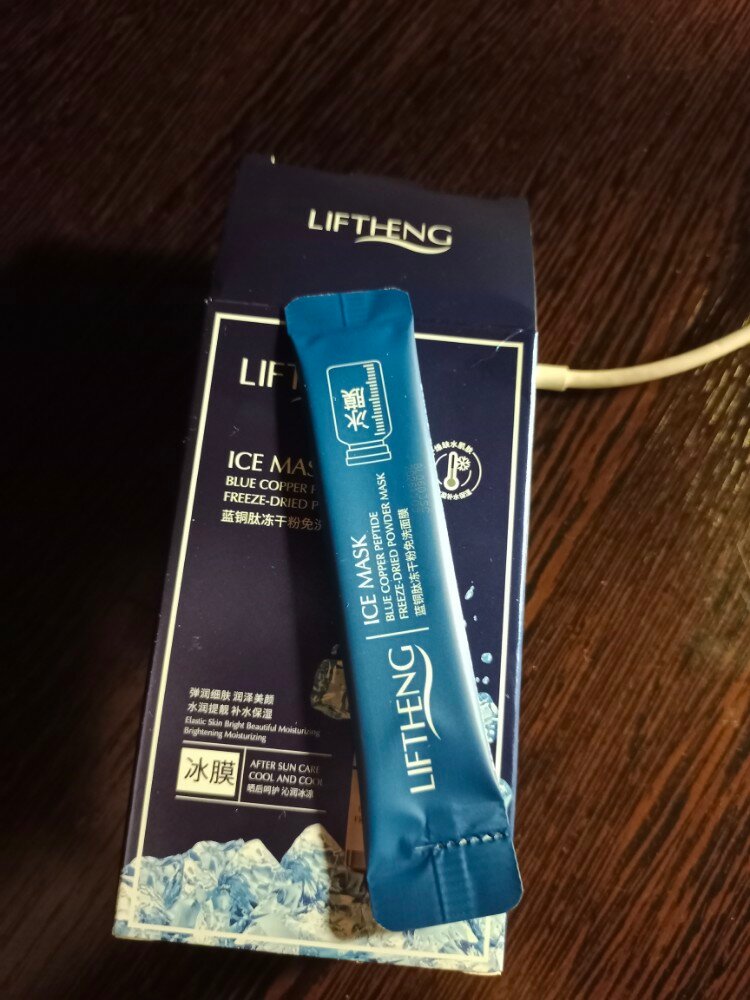 LIFTHENG
LIFTHENG
ICE MAS
BLUE COPPER P
FREEZE-DRIED P
蓝铜肽冻干粉免洗
弹润细肤 润泽美颜
水润提靓 补水保湿
Elastic Skin Bright Beautiful Moisturizing
Brightening Moisturizing
冰膜
AFTER SUN CARE
COOL AND COOL
晒后呵护 沁润冰冻
冰膜
ICE MASK
BLUE COPPER PEPTIDE
FREEZE-DRIED POWDER MASK
蓝铜肽冻干粉免洗面膜
LIFTHENG